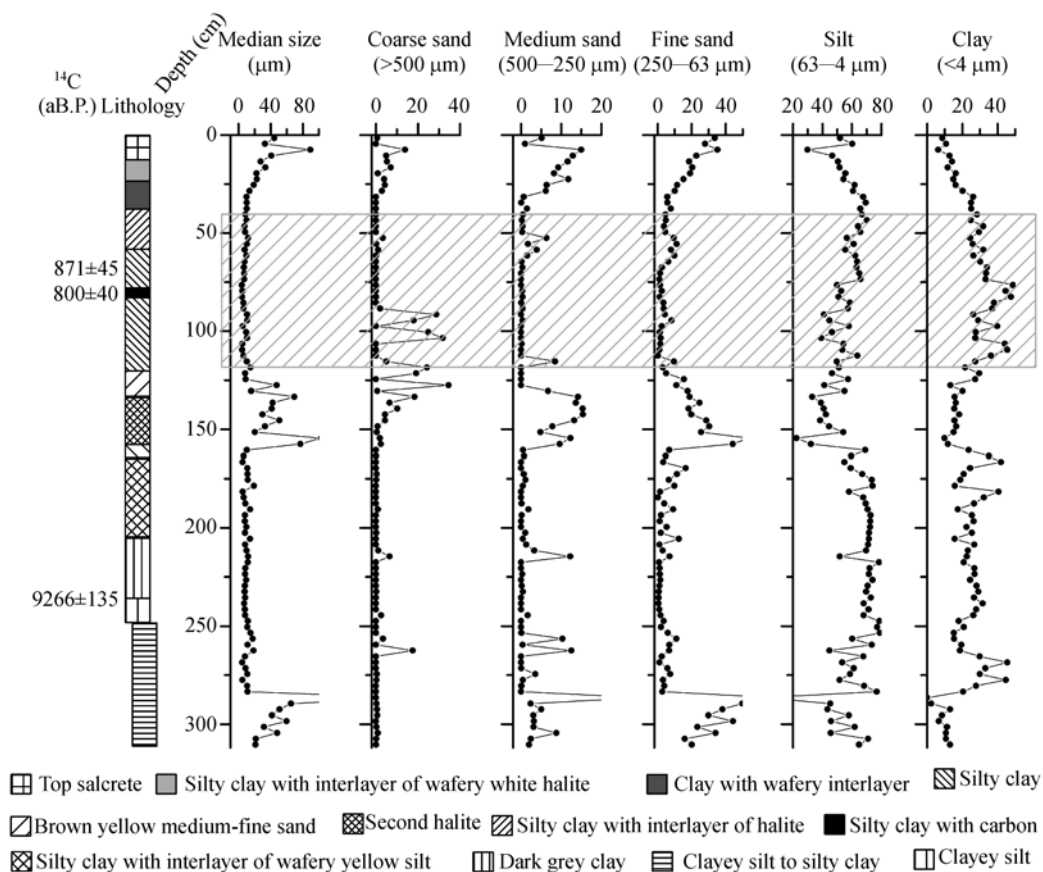 Depth (cm)
Median size
(μm)
Coarse sand
(>500 μm)
Medium sand
(500−250 μm)
Fine sand
(250−63 μm)
Silt
(63−4 μm)
Clay
(<4 μm)
¹⁴C
(aB.P.) Lithology
0 40 80
0 20 40
0 10 20
0 20 40
20 40 60 80
0 20 40
0
50
100
150
200
250
300
871±45
800±40
9266±135
Top salcrete
Silty clay with interlayer of wafery white halite
Clay with wafery interlayer
Silty clay
Brown yellow medium-fine sand
Second halite
Silty clay with interlayer of halite
Silty clay with carbon
Silty clay with interlayer of wafery yellow silt
Dark grey clay
Clayey silt to silty clay
Clayey silt